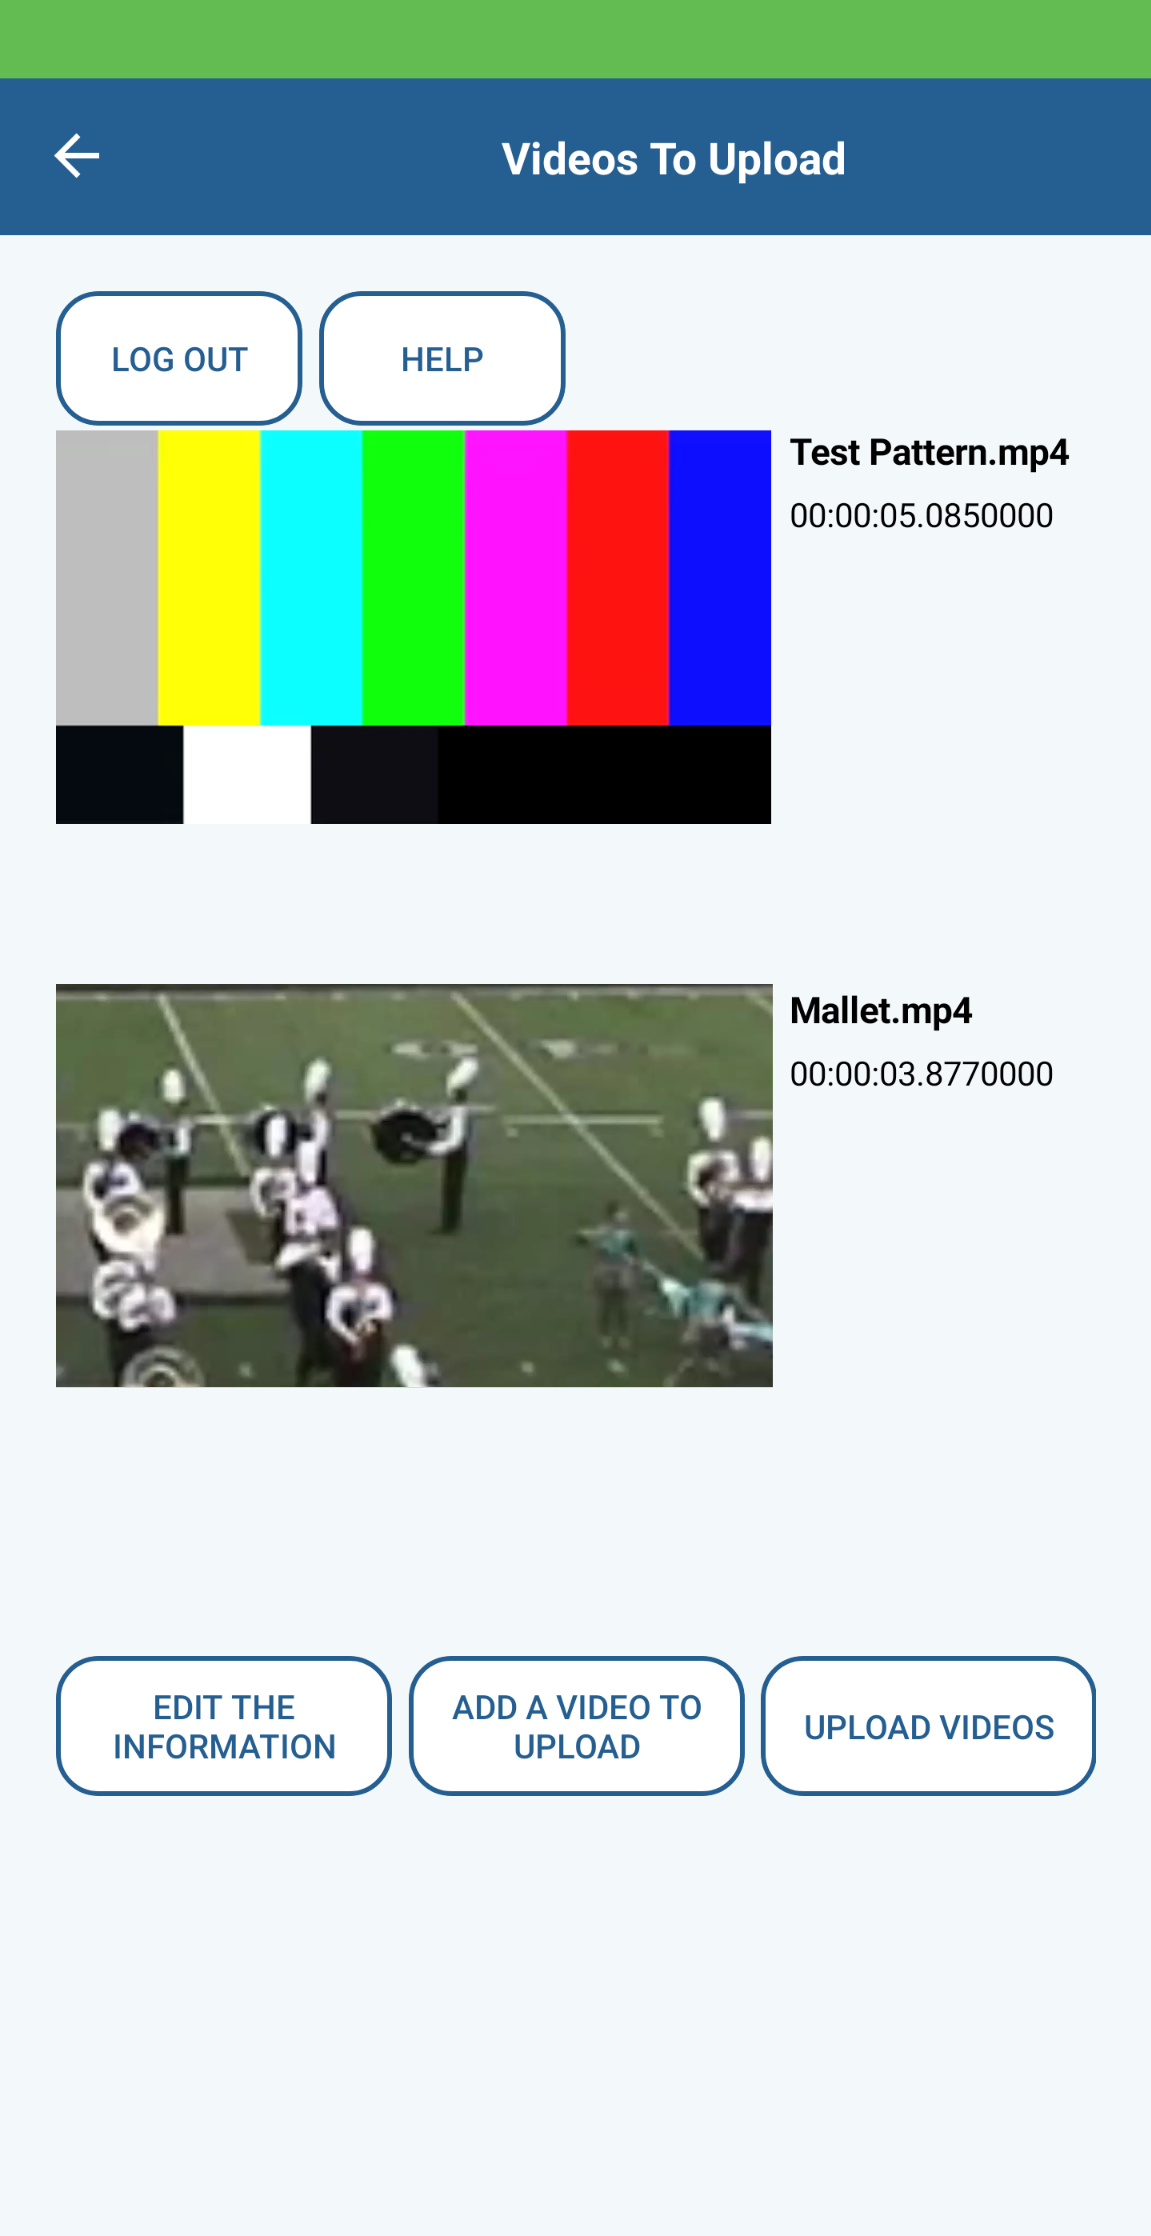 Videos To Upload
LOG OUT
HELP
Test Pattern.mp4
00:00:05.0850000
Mallet.mp4
00:00:03.8770000
EDIT THE
INFORMATION
ADD A VIDEO TO
UPLOAD
UPLOAD VIDEOS